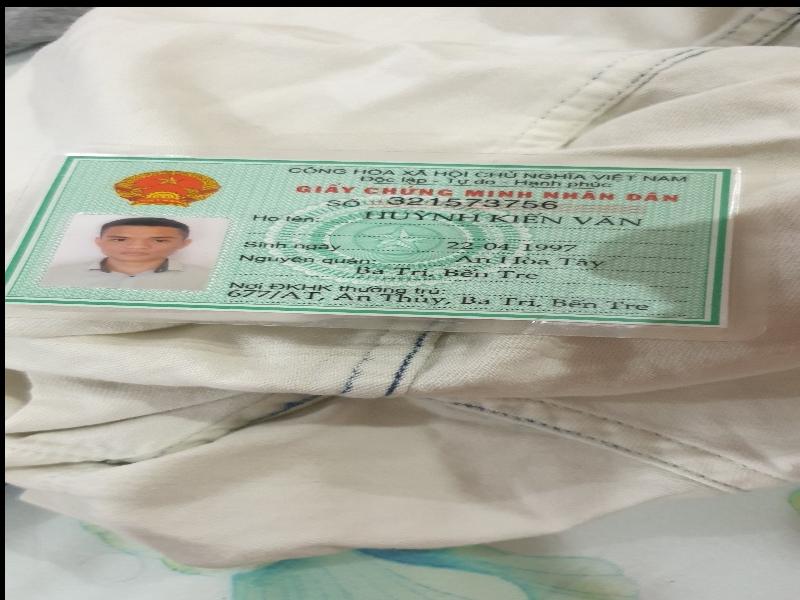 CỘNG HÒA XÃ HỘI CHỦ NGHĨA VIỆT NAM
Độc lập - Tự do - Hạnh phúc
GIẤY CHỨNG MINH NHÂN DÂN
SỐ 321573756
Họ tên: HUỲNH KIẾN VĂN
Sinh ngày 22-04-1997
Nguyên quán: An Hòa Tây
Ba Tri, Bến Tre
Nơi ĐKHK thường trú:
677/AT, An Thủy, Ba Tri, Bến Tre